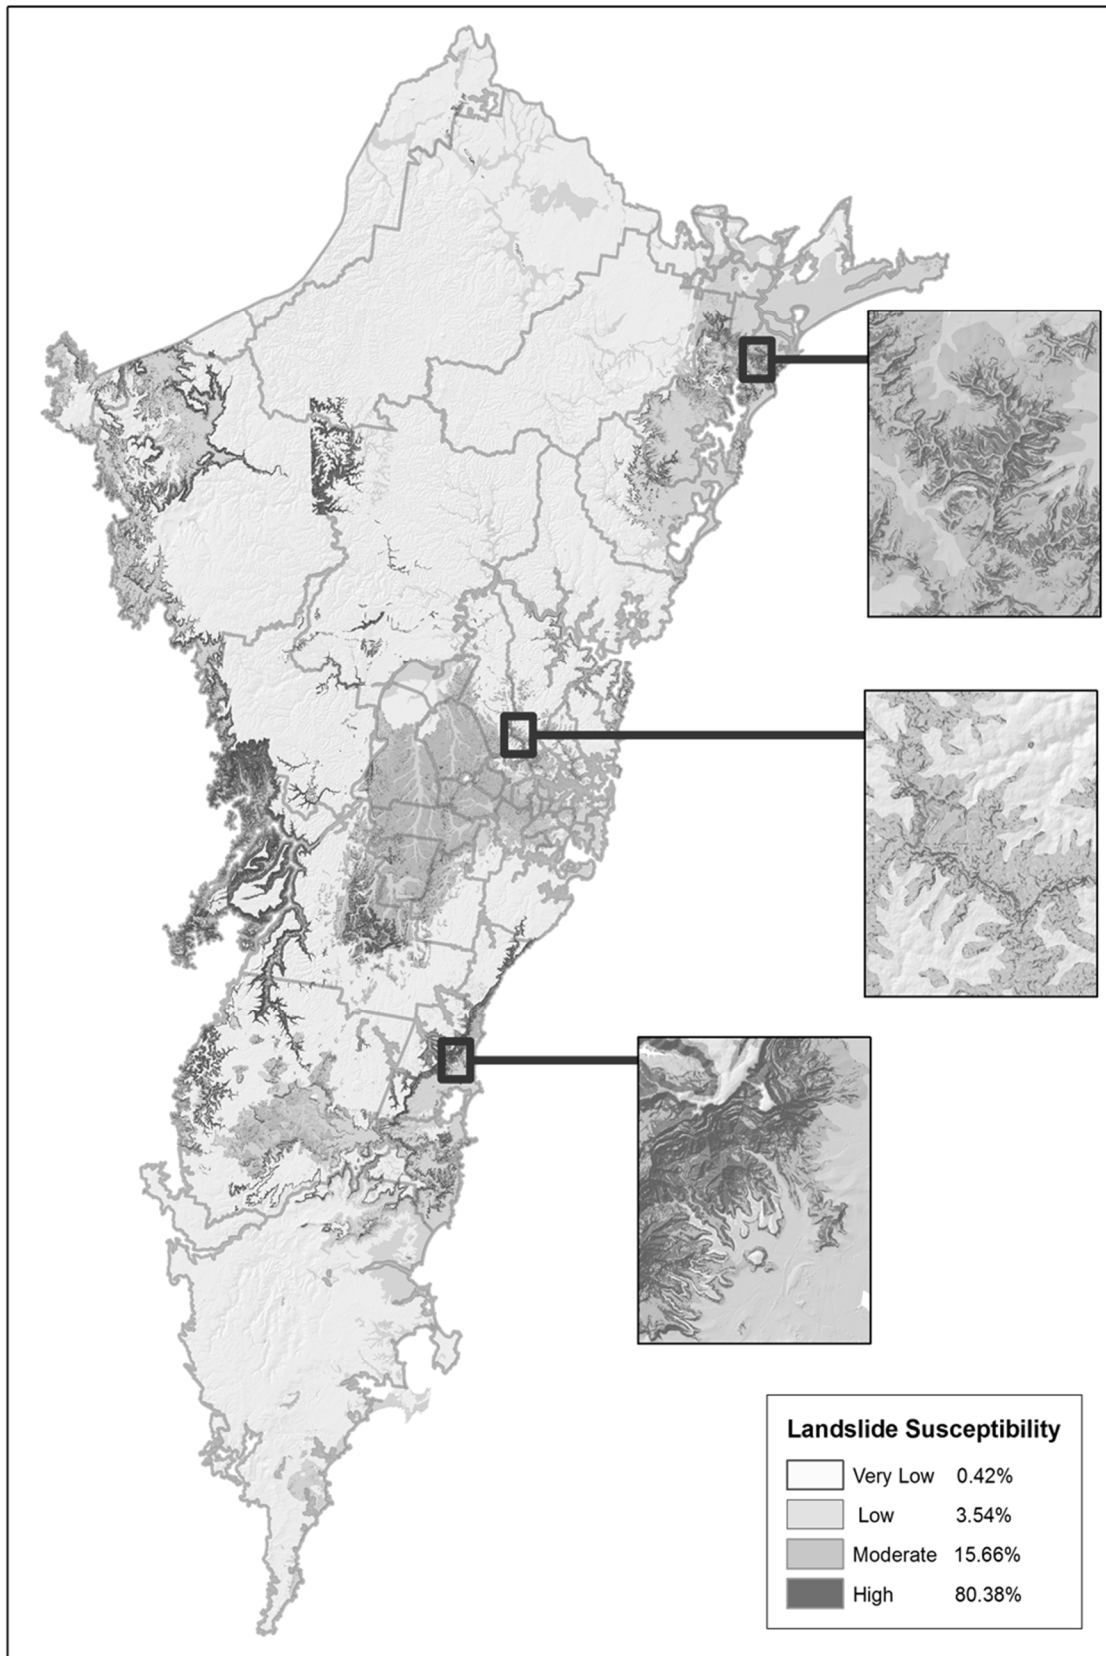 Landslide Susceptibility
Very Low 0.42%
Low 3.54%
Moderate 15.66%
High 80.38%